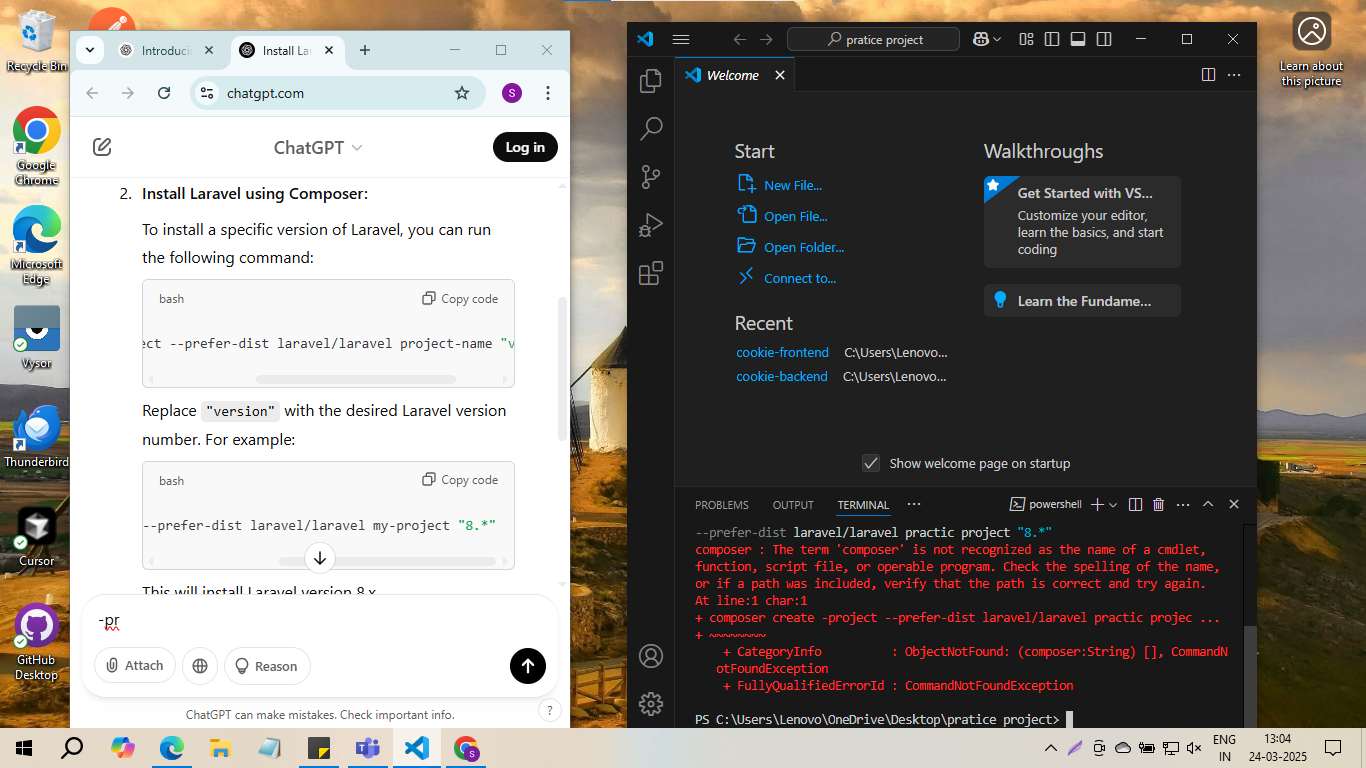 Recycle Bin
Google
Chrome
Microsoft
Edge
Vysor
Thunderbird
Cursor
GitHub
Desktop
Learn about
this picture
Introducin
Install La
chatgpt.com
S
ChatGPT
Log in
2. Install Laravel using Composer:
To install a specific version of Laravel, you can run
the following command:
bash
Copy code
ect --prefer-dist laravel/laravel project-name "v
Replace "version" with the desired Laravel version
number. For example:
bash
Copy code
--prefer-dist laravel/laravel my-project "8.*"
This will install Laravel version 8.x
-pr
Attach
Reason
ChatGPT can make mistakes. Check important info.
?
pratice project
Welcome
Start
New File...
Open File...
Open Folder...
Connect to...
Recent
cookie-frontend C:\Users\Lenovo...
cookie-backend C:\Users\Lenovo...
Walkthroughs
Get Started with VS...
Customize your editor,
learn the basics, and start
coding
Learn the Fundame...
Show welcome page on startup
PROBLEMS OUTPUT TERMINAL ...
powershell
--prefer-dist laravel/laravel practic project "8.*"
composer : The term 'composer' is not recognized as the name of a cmdlet,
function, script file, or operable program. Check the spelling of the name,
or if a path was included, verify that the path is correct and try again.
At line:1 char:1
+ composer create -project --prefer-dist laravel/laravel practic projec ...
+ ~~~~~~~~
+ CategoryInfo : ObjectNotFound: (composer:String) [], CommandN
otFoundException
+ FullyQualifiedErrorId : CommandNotFoundException
PS C:\Users\Lenovo\OneDrive\Desktop\pratice project>
ENG
IN
13:04
24-03-2025